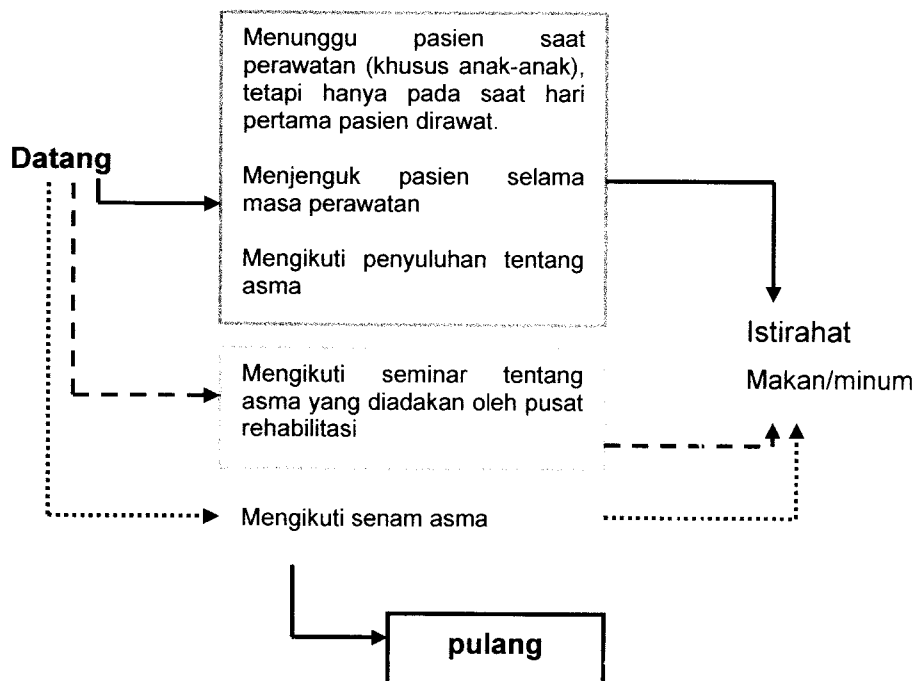 Menunggu pasien saat
perawatan (khusus anak-anak),
tetapi hanya pada saat hari
pertama pasien dirawat.
Datang
Menjenguk pasien selama
masa perawatan
Mengikuti penyuluhan tentang
asma
Istirahat
Makan/minum
Mengikuti seminar tentang
asma yang diadakan oleh pusat
rehabilitasi
Mengikuti senam asma
pulang